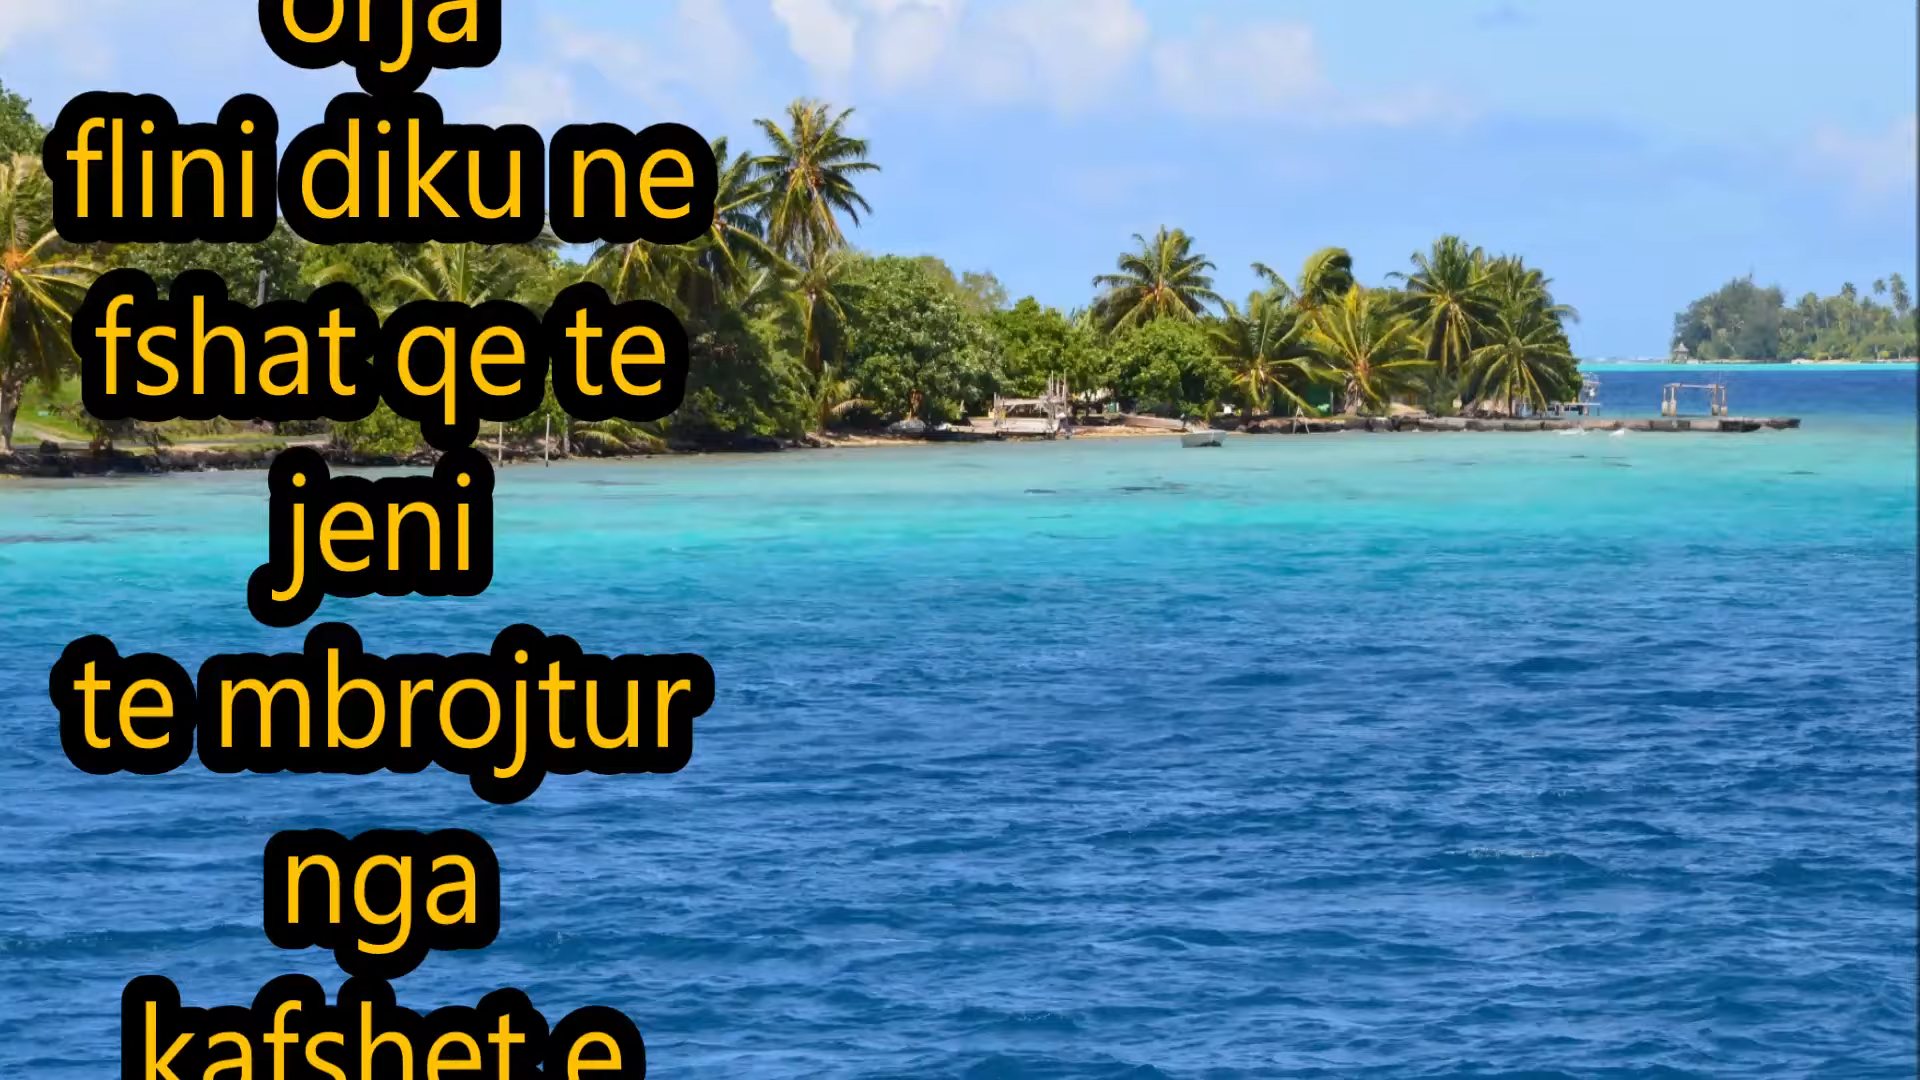 orja
flini diku ne
fshat qe te
jeni
te mbrojtur
nga
kafshet e